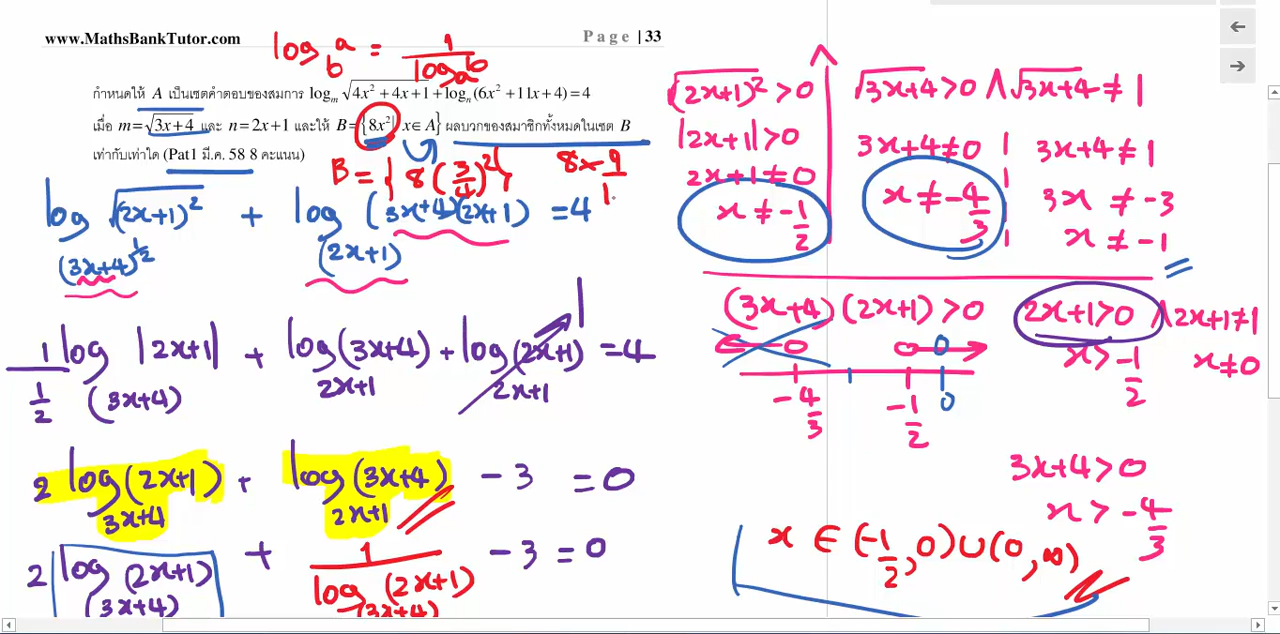 www.MathsBankTutor.com
Page | 33
log_b a = 1/log_a b
กำหนดให้ A เป็นเซตคำตอบของสมการ log_m √(4x² + 4x + 1) + log_n (6x² + 11x + 4) = 4
เมื่อ m = √(3x + 4) และ n = 2x + 1 และให้ B = {8x² | x ∈ A} ผลบวกของสมาชิกทั้งหมดในเซต B
เท่ากับเท่าใด (Pat1 มี.ค. 58 8 คะแนน)
B = { 8(3/4)² }
8 × 9
log_(3x+4)^(1/2) √(2x+1)² + log_(2x+1) (3x+4)(2x+1) = 4
1/(1/2) log_(3x+4) |2x+1| + log_(2x+1) (3x+4) + log_(2x+1) (2x+1) = 4
1
2 log_(3x+4) (2x+1) + log_(2x+1) (3x+4) - 3 = 0
2 log_(3x+4) (2x+1) + 1/log_(3x+4) (2x+1) - 3 = 0
√(2x+1)² > 0
|2x+1| > 0
2x+1 ≠ 0
x ≠ -1/2
√3x+4 > 0 ∧ √3x+4 ≠ 1
3x+4 ≠ 0
3x+4 ≠ 1
x ≠ -4/3
3x ≠ -3
x ≠ -1
(3x+4)(2x+1) > 0
2x+1 > 0 ∧ 2x+1 ≠ 1
x > -1/2
x ≠ 0
-4/3
-1/2
0
3x+4 > 0
x > -4/3
x ∈ (-1/2, 0) ∪ (0, ∞)